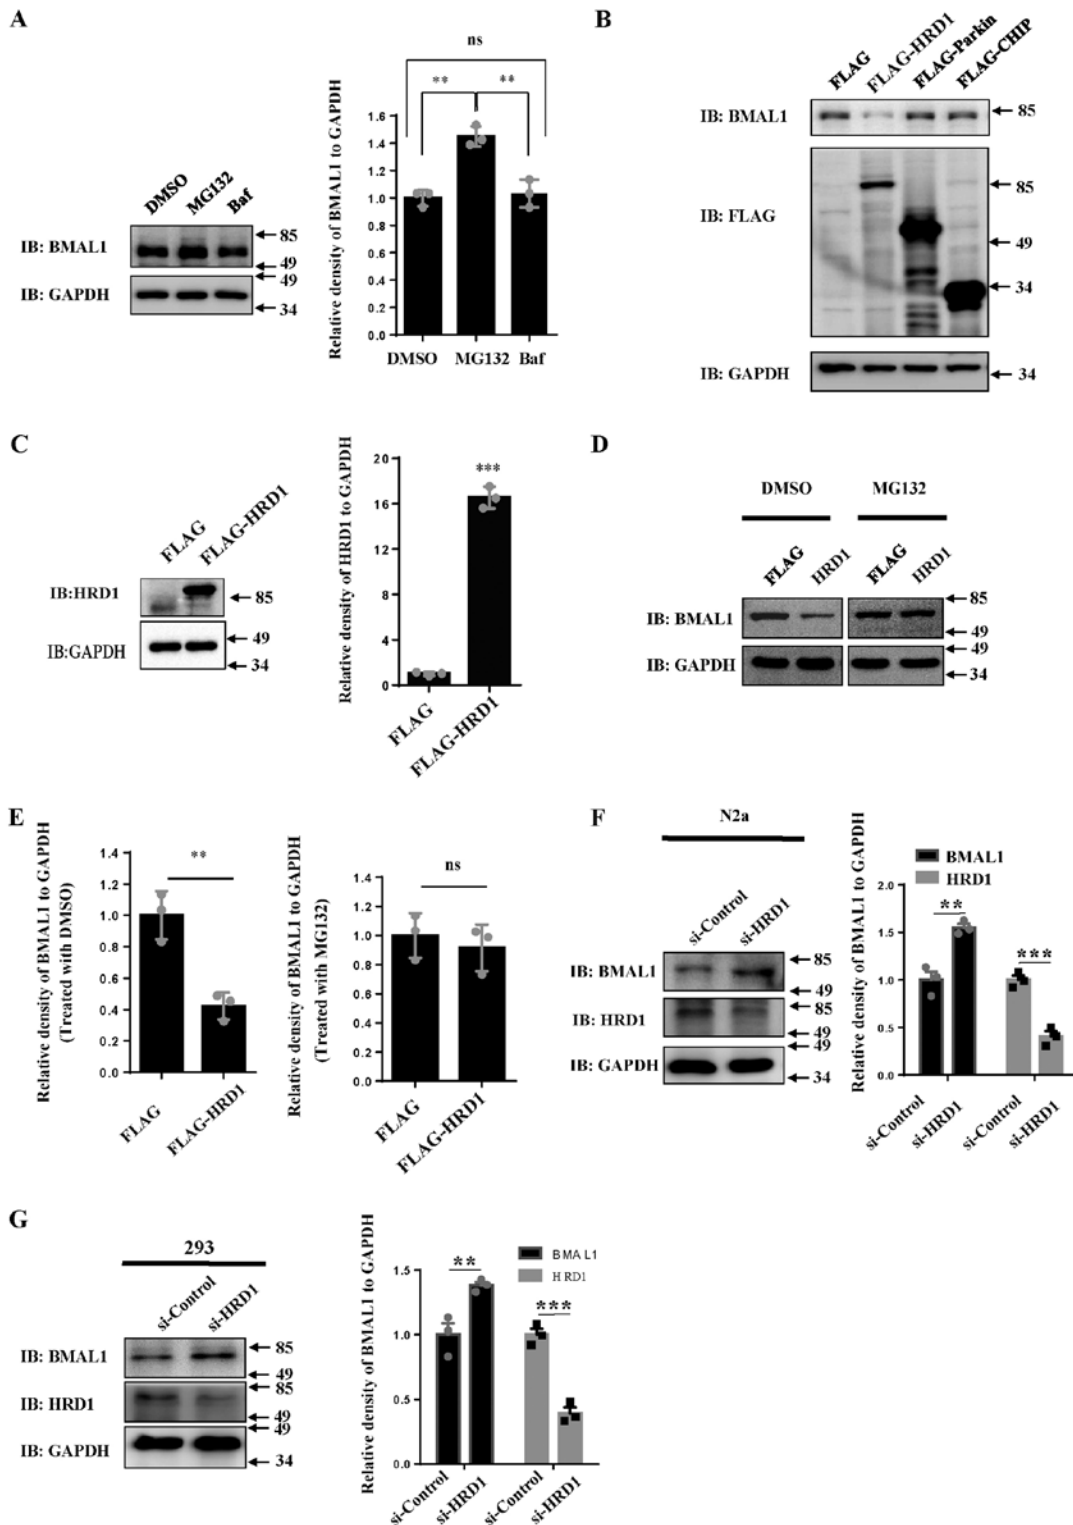 A
ns
**
**
Relative density of BMAL1 to GAPDH
1.6
1.4
1.2
1.0
0.8
0.6
0.4
0.2
0.0
DMSO MG132 Baf
DMSO MG132 Baf
IB: BMAL1
85
49
IB: GAPDH
49
34
B
FLAG FLAG-HRD1 FLAG-Parkin FLAG-CHIP
IB: BMAL1
85
IB: FLAG
85
49
34
IB: GAPDH
34
C
FLAG FLAG-HRD1
IB:HRD1
85
IB:GAPDH
49
34
Relative density of HRD1 to GAPDH
20
16
12
8
4
0
***
FLAG FLAG-HRD1
D
DMSO MG132
FLAG HRD1 FLAG HRD1
IB: BMAL1
85
49
IB: GAPDH
49
34
E
Relative density of BMAL1 to GAPDH
(Treated with DMSO)
1.4
1.2
1.0
0.8
0.6
0.4
0.2
0.0
**
FLAG FLAG-HRD1
Relative density of BMAL1 to GAPDH
(Treated with MG132)
1.4
1.2
1.0
0.8
0.6
0.4
0.2
0.0
ns
FLAG FLAG-HRD1
F
N2a
si-Control si-HRD1
IB: BMAL1
85
49
IB: HRD1
85
49
IB: GAPDH
49
34
Relative density of BMAL1 to GAPDH
BMAL1
HRD1
2.0
1.5
1.0
0.5
0.0
**
***
si-Control si-HRD1 si-Control si-HRD1
G
293
si-Control si-HRD1
IB: BMAL1
85
49
IB: HRD1
85
49
IB: GAPDH
49
34
Relative density of BMAL1 to GAPDH
BMAL1
HRD1
1.5
1.0
0.5
0.0
**
***
si-Control si-HRD1 si-Control si-HRD1